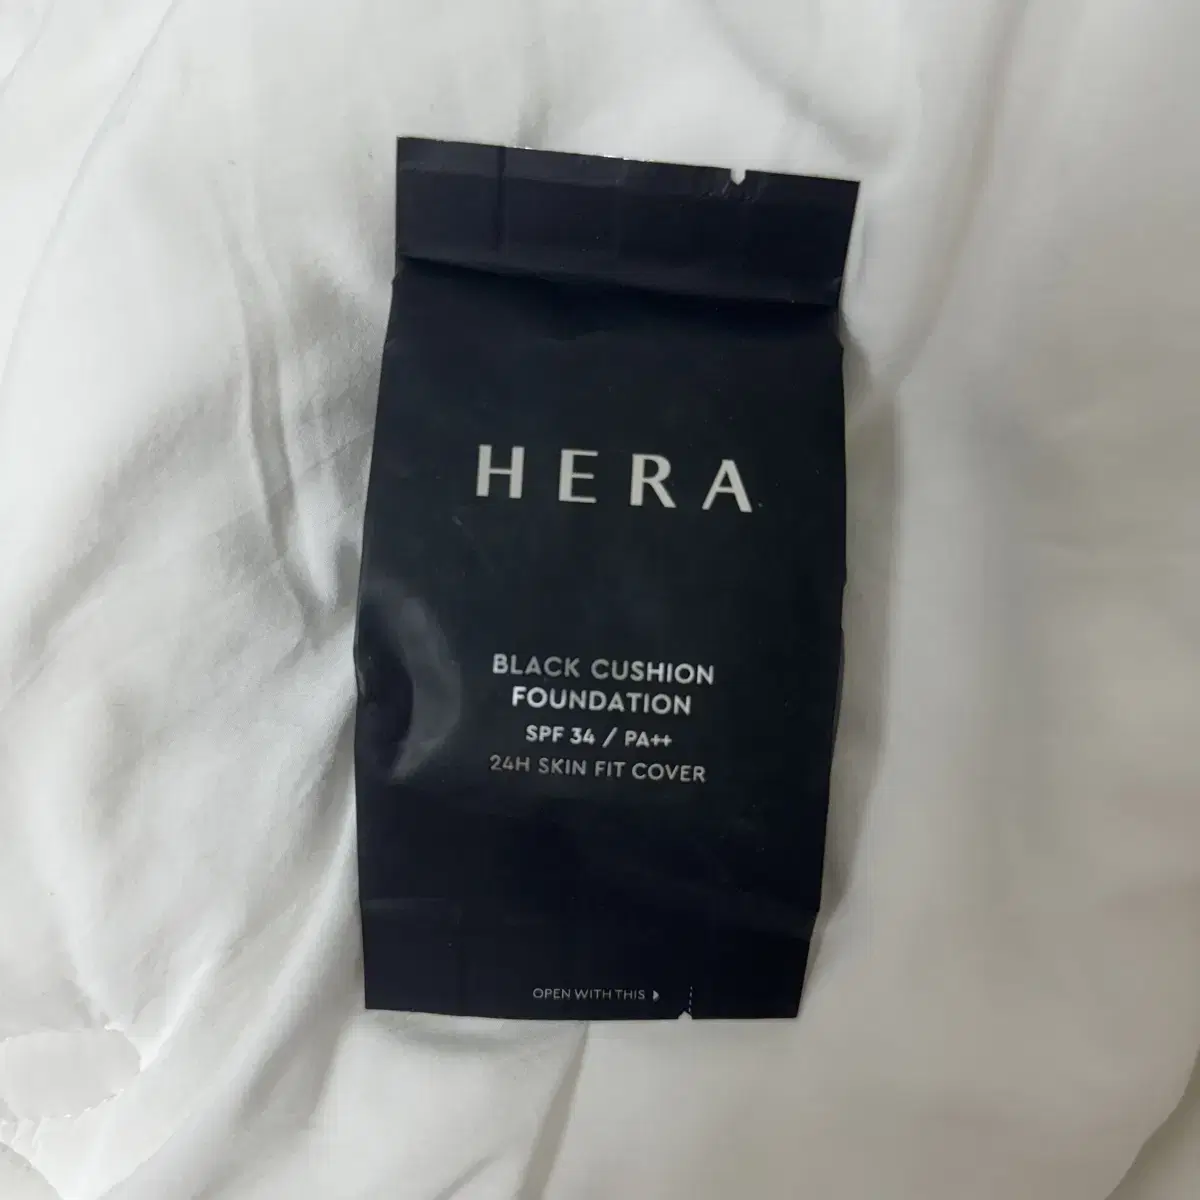 HERA
BLACK CUSHION
FOUNDATION
SPF 34 / PA++
24H SKIN FIT COVER
OPEN WITH THIS